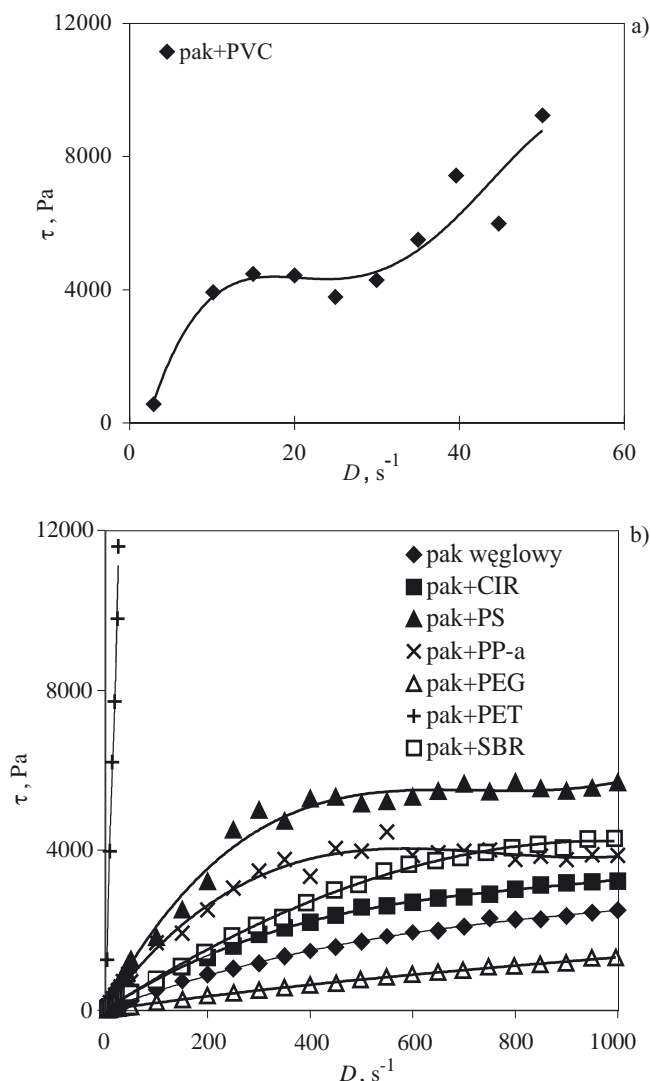 12000
a)
pak+PVC
8000
τ , Pa
4000
0
0 20 40 60
D , s⁻¹
12000
b)
pak węglowy
pak+CIR
pak+PS
pak+PP-a
pak+PEG
pak+PET
pak+SBR
8000
τ , Pa
4000
0
0 200 400 600 800 1000
D , s⁻¹